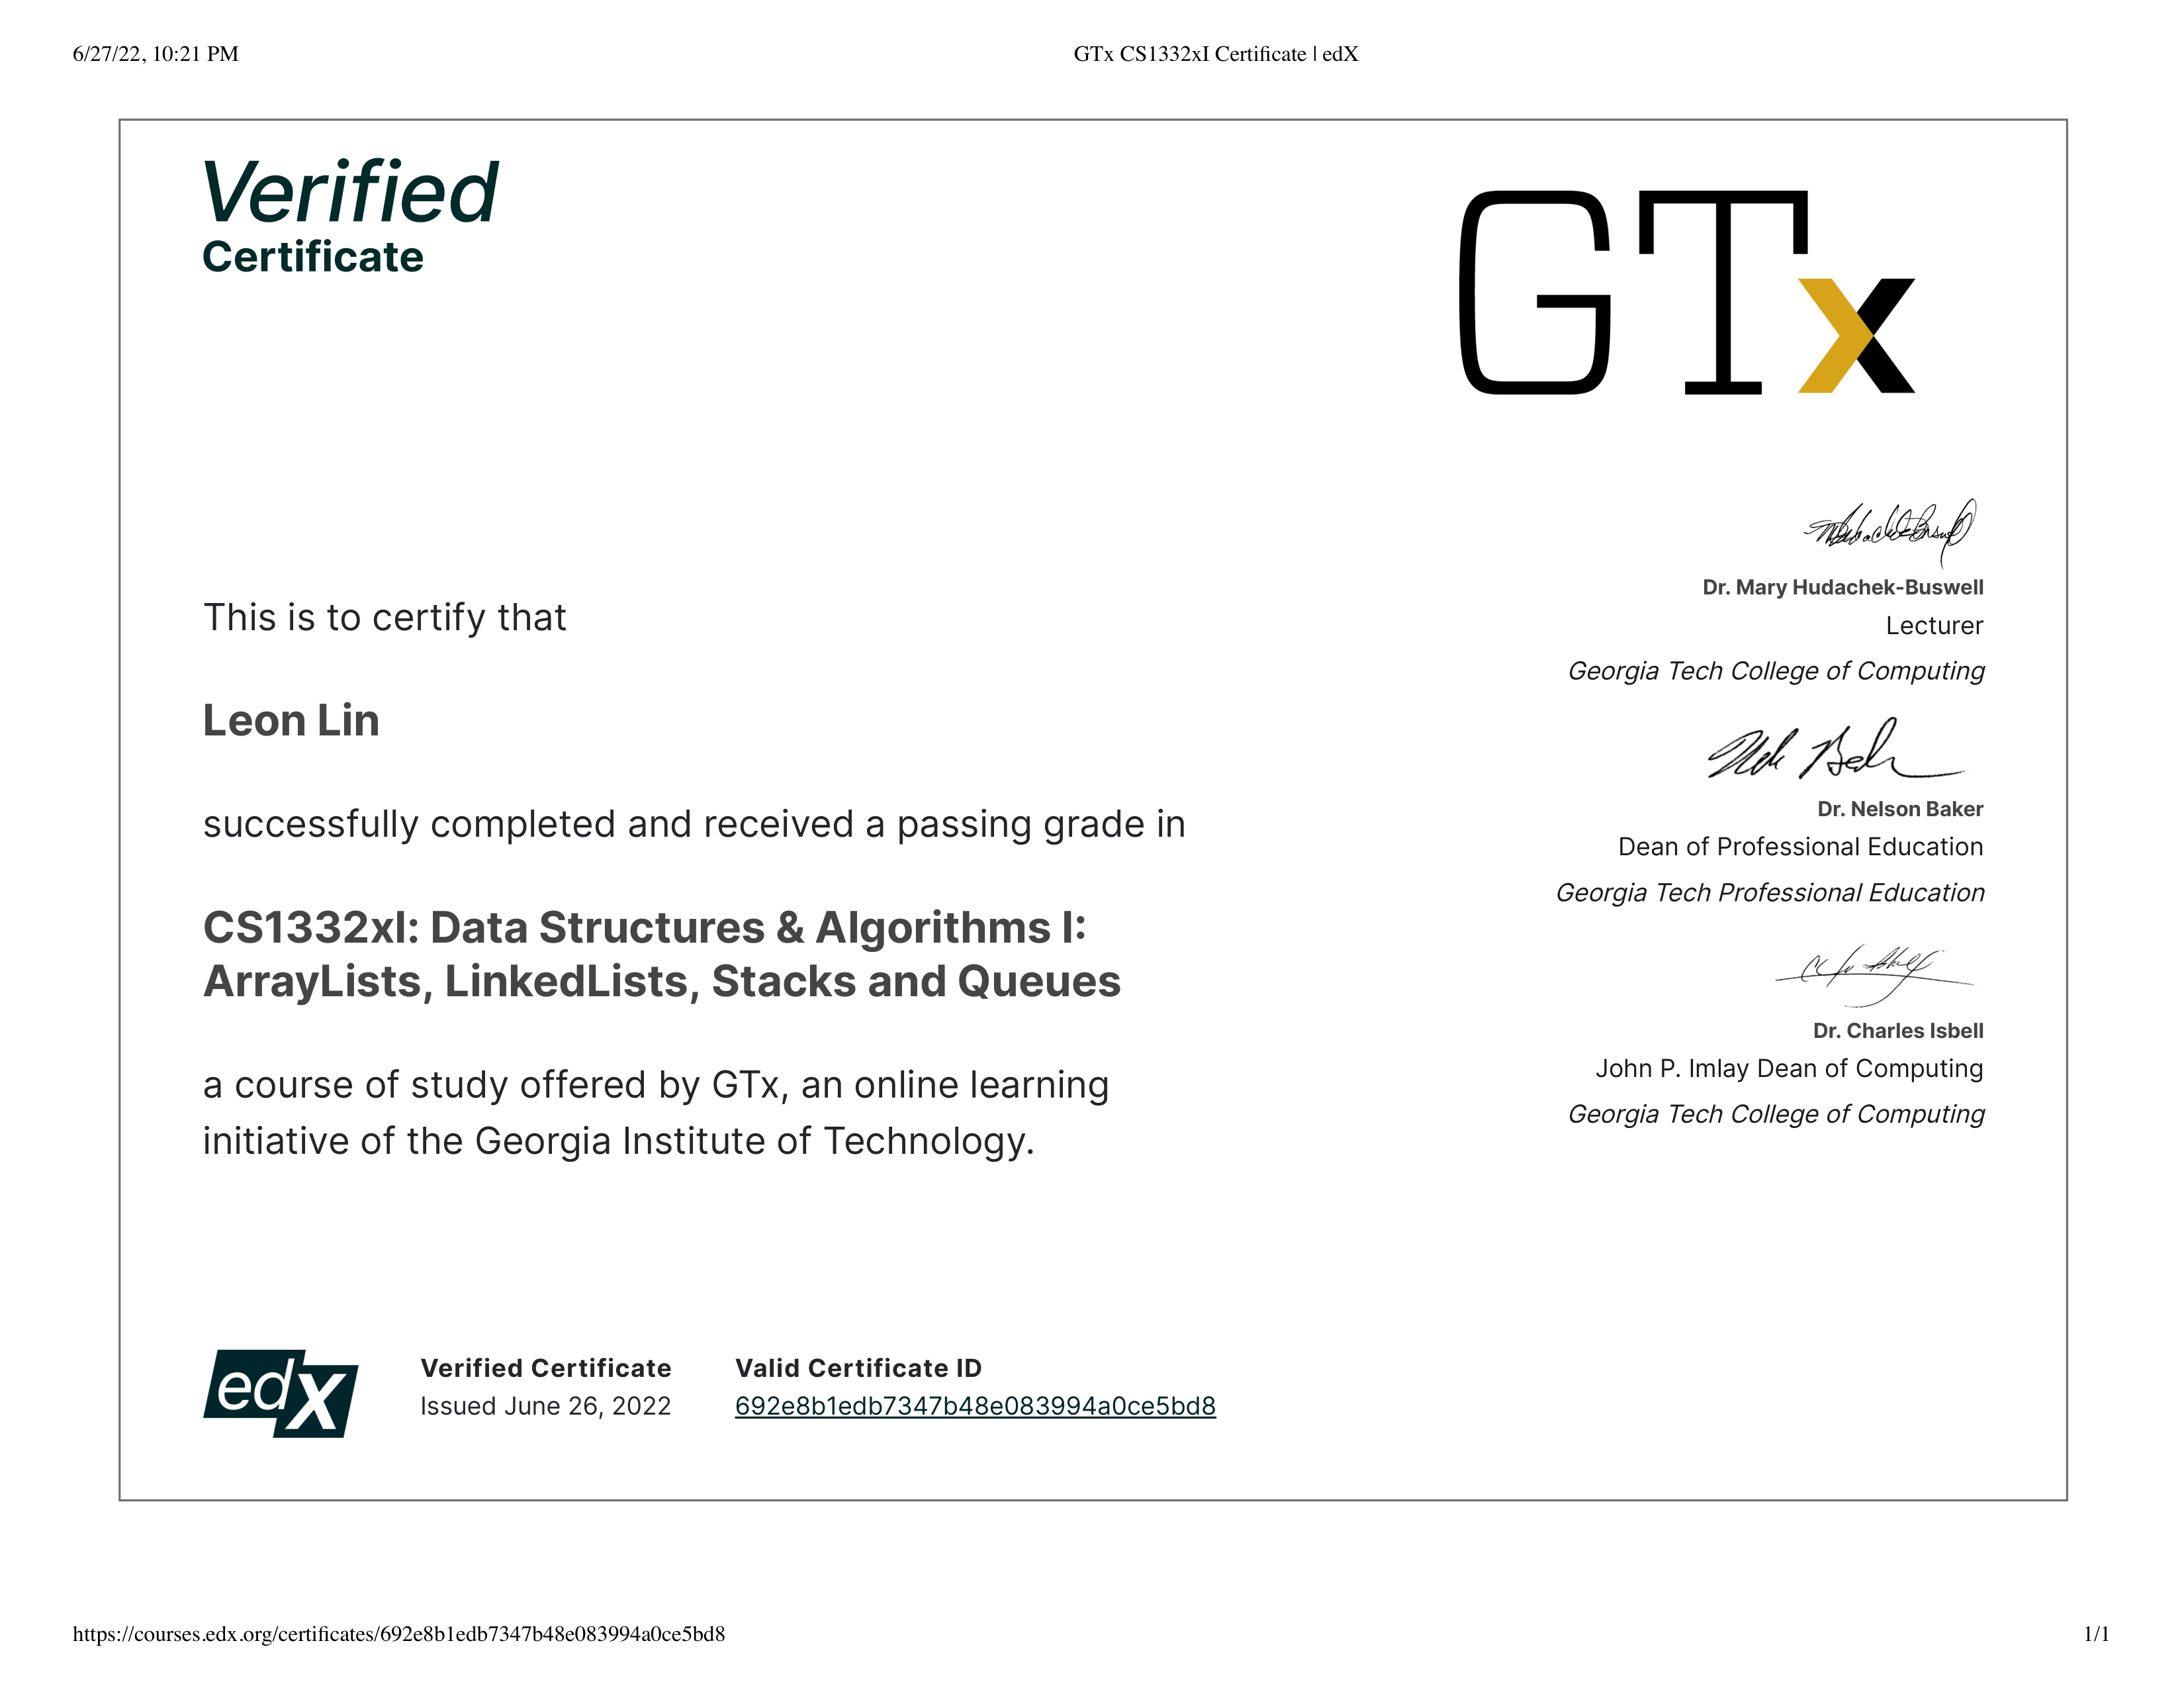 6/27/22, 10:21 PM
GTx CS1332xI Certificate | edX
Verified
Certificate
GTx
This is to certify that
Leon Lin
successfully completed and received a passing grade in
CS1332xI: Data Structures & Algorithms I:
ArrayLists, LinkedLists, Stacks and Queues
a course of study offered by GTx, an online learning
initiative of the Georgia Institute of Technology.
Dr. Mary Hudachek-Buswell
Lecturer
Georgia Tech College of Computing
Dr. Nelson Baker
Dean of Professional Education
Georgia Tech Professional Education
Dr. Charles Isbell
John P. Imlay Dean of Computing
Georgia Tech College of Computing
edX
Verified Certificate
Issued June 26, 2022
Valid Certificate ID
692e8b1edb7347b48e083994a0ce5bd8
https://courses.edx.org/certificates/692e8b1edb7347b48e083994a0ce5bd8
1/1